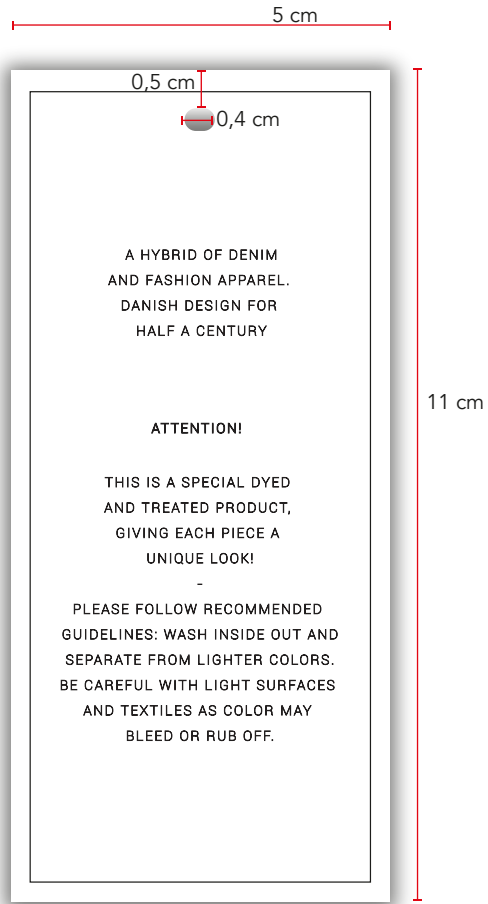 5 cm
0,5 cm
0,4 cm
A HYBRID OF DENIM
AND FASHION APPAREL.
DANISH DESIGN FOR
HALF A CENTURY
11 cm
ATTENTION!
THIS IS A SPECIAL DYED
AND TREATED PRODUCT,
GIVING EACH PIECE A
UNIQUE LOOK!
-
PLEASE FOLLOW RECOMMENDED
GUIDELINES: WASH INSIDE OUT AND
SEPARATE FROM LIGHTER COLORS.
BE CAREFUL WITH LIGHT SURFACES
AND TEXTILES AS COLOR MAY
BLEED OR RUB OFF.